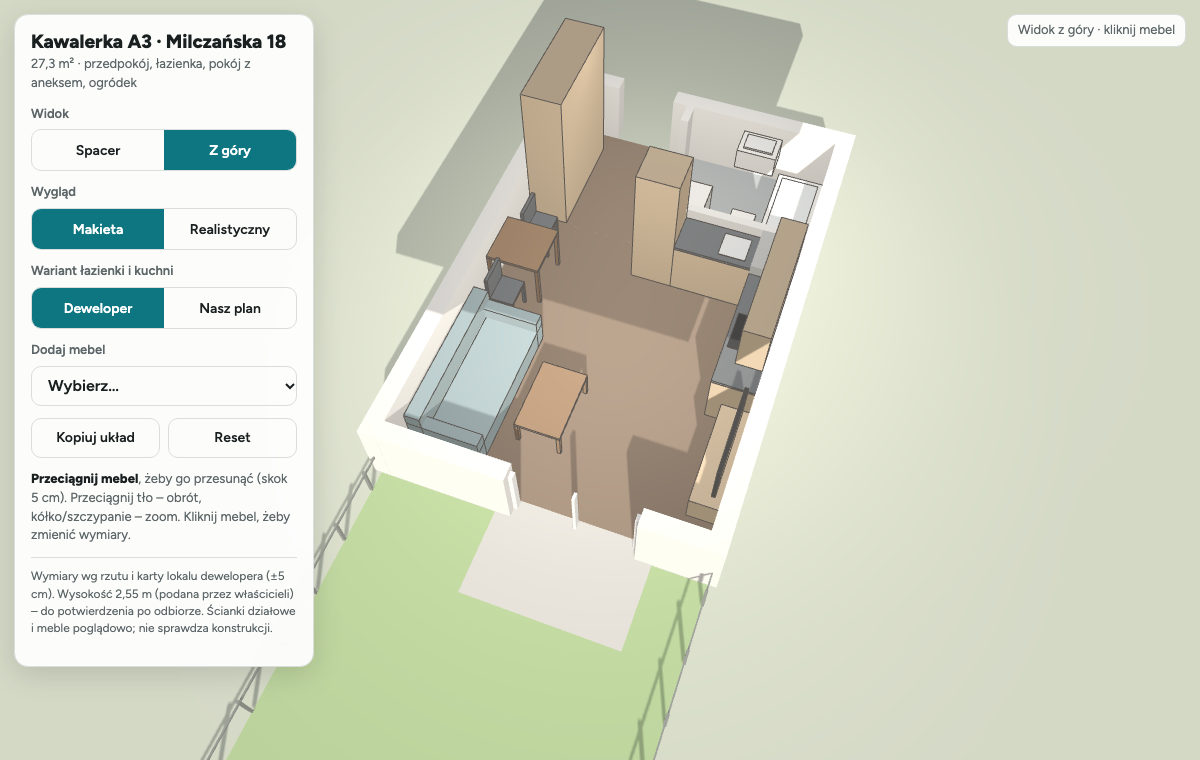 Kawalerka A3 · Milczańska 18
27,3 m² · przedpokój, łazienka, pokój z
aneksem, ogródek
Widok
Spacer
Z góry
Wygląd
Makieta
Realistyczny
Wariant łazienki i kuchni
Deweloper
Nasz plan
Dodaj mebel
Wybierz...
Kopiuj układ
Reset
Przeciągnij mebel, żeby go przesunąć (skok
5 cm). Przeciągnij tło – obrót,
kółko/szczypanie – zoom. Kliknij mebel, żeby
zmienić wymiary.
Wymiary wg rzutu i karty lokalu dewelopera (±5
cm). Wysokość 2,55 m (podana przez właścicieli)
– do potwierdzenia po odbiorze. Ścianki działowe
i meble poglądowo; nie sprawdza konstrukcji.
Widok z góry · kliknij mebel